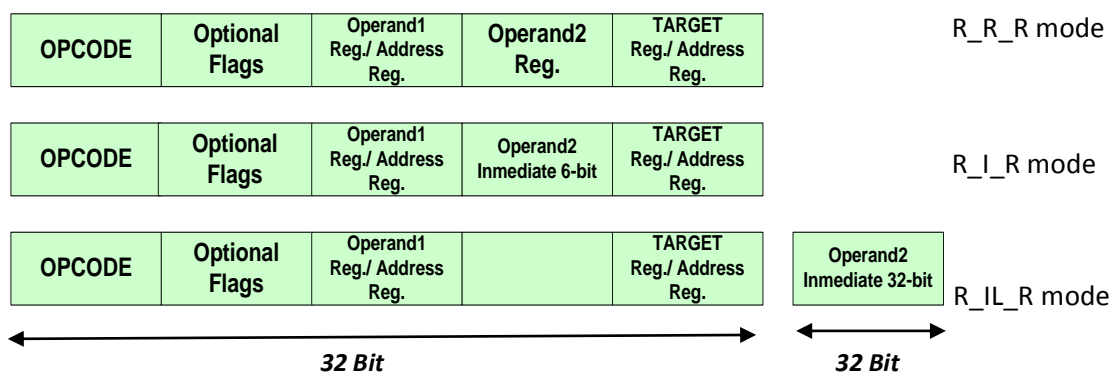 OPCODE
Optional
Flags
Operand1
Reg./ Address
Reg.
Operand2
Reg.
TARGET
Reg./ Address
Reg.
R_R_R mode
OPCODE
Optional
Flags
Operand1
Reg./ Address
Reg.
Operand2
Inmediate 6-bit
TARGET
Reg./ Address
Reg.
R_I_R mode
OPCODE
Optional
Flags
Operand1
Reg./ Address
Reg.
TARGET
Reg./ Address
Reg.
Operand2
Inmediate 32-bit
R_IL_R mode
32 Bit
32 Bit